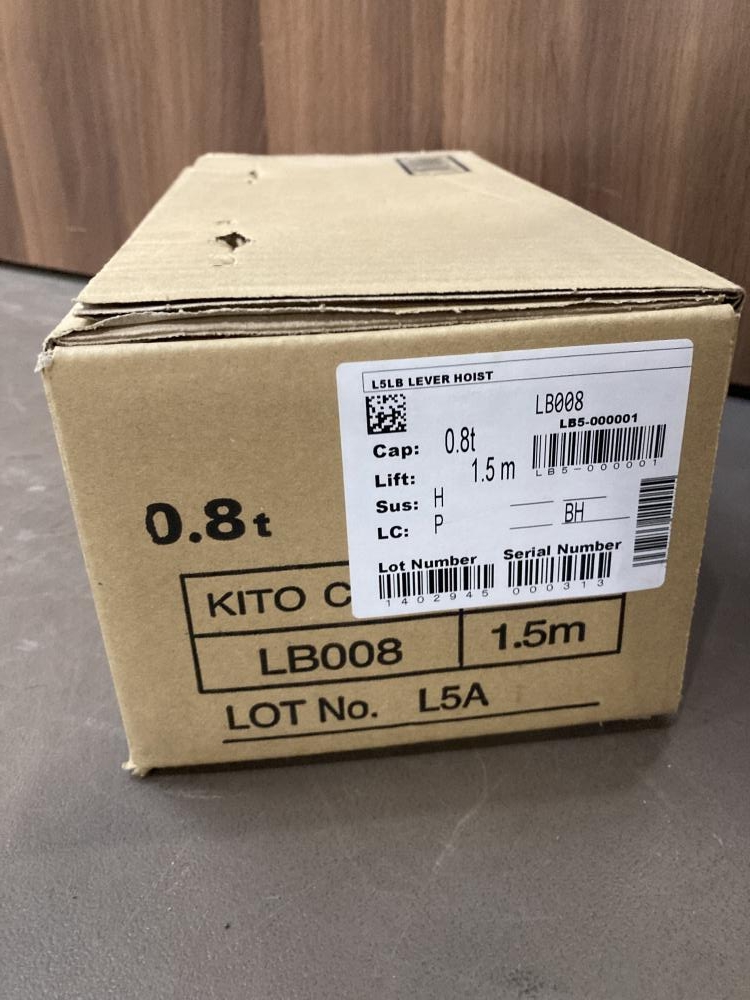 L5LB LEVER HOIST
LB008
LB5-000001
Cap: 0.8t
LB5-000001
Lift: 1.5 m
Sus: H
LC: P BH
Lot Number Serial Number
1402945 000313
0.8t
KITO C
LB008 1.5m
LOT No. L5A